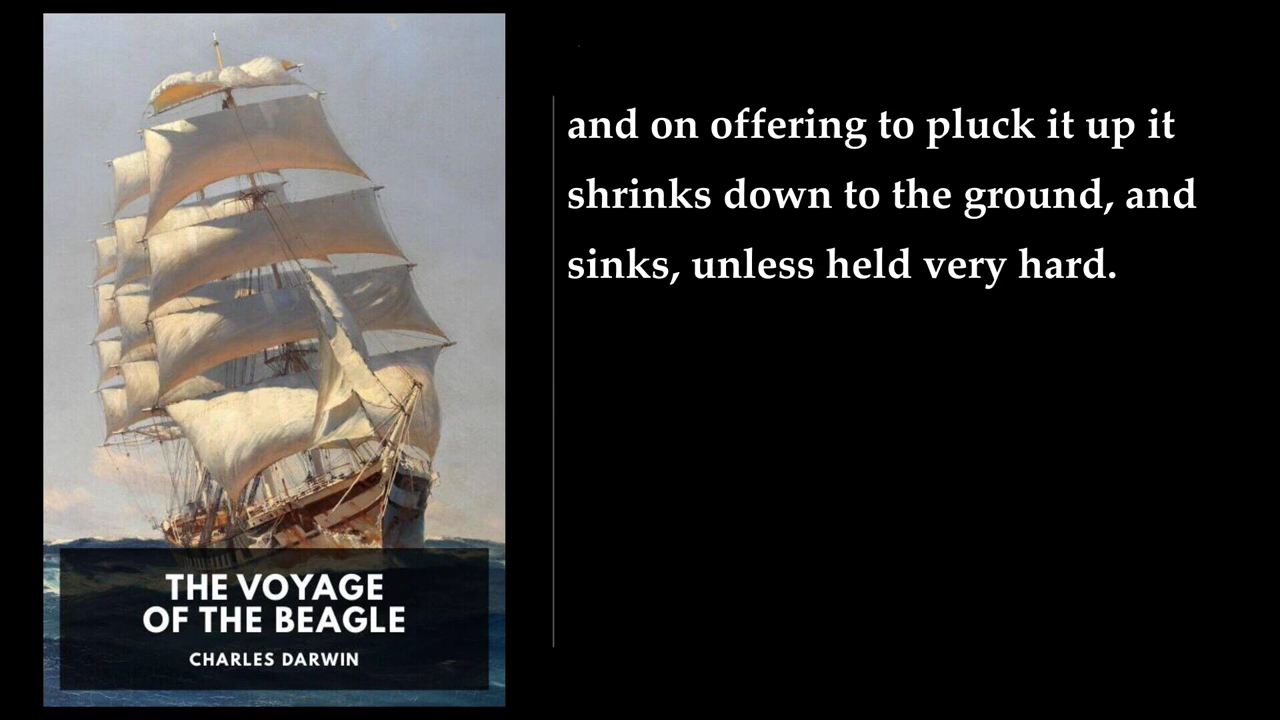 and on offering to pluck it up it
shrinks down to the ground, and
sinks, unless held very hard.
THE VOYAGE
OF THE BEAGLE
CHARLES DARWIN